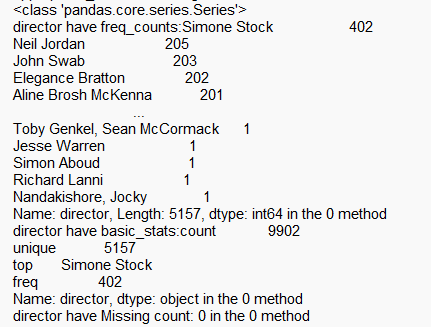 <class 'pandas.core.series.Series'>
director have freq_counts:Simone Stock 402
Neil Jordan 205
John Swab 203
Elegance Bratton 202
Aline Brosh McKenna 201
...
Toby Genkel, Sean McCormack 1
Jesse Warren 1
Simon Aboud 1
Richard Lanni 1
Nandakishore, Jocky 1
Name: director, Length: 5157, dtype: int64 in the 0 method
director have basic_stats:count 9902
unique 5157
top Simone Stock
freq 402
Name: director, dtype: object in the 0 method
director have Missing count: 0 in the 0 method